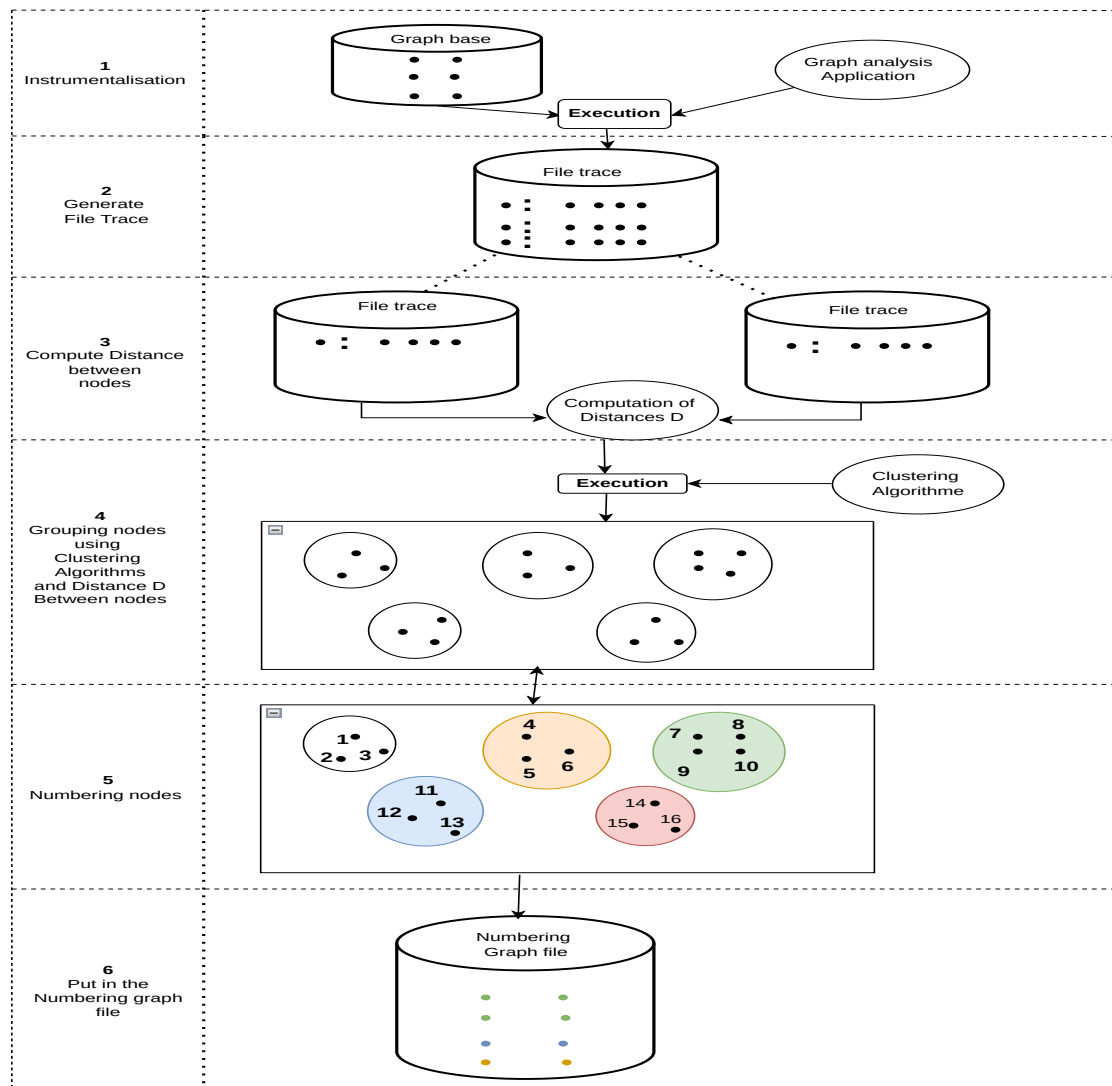 1
Instrumentalisation
Graph base
Graph analysis
Application
Execution
2
Generate
File Trace
File trace
3
Compute Distance
between
nodes
File trace
File trace
Computation of
Distances D
4
Grouping nodes
using
Clustering
Algorithms
and Distance D
Between nodes
Execution
Clustering
Algorithme
5
Numbering nodes
1
2
3
4
5
6
7
8
9
10
11
12
13
14
15
16
6
Put in the
Numbering graph
file
Numbering
Graph file